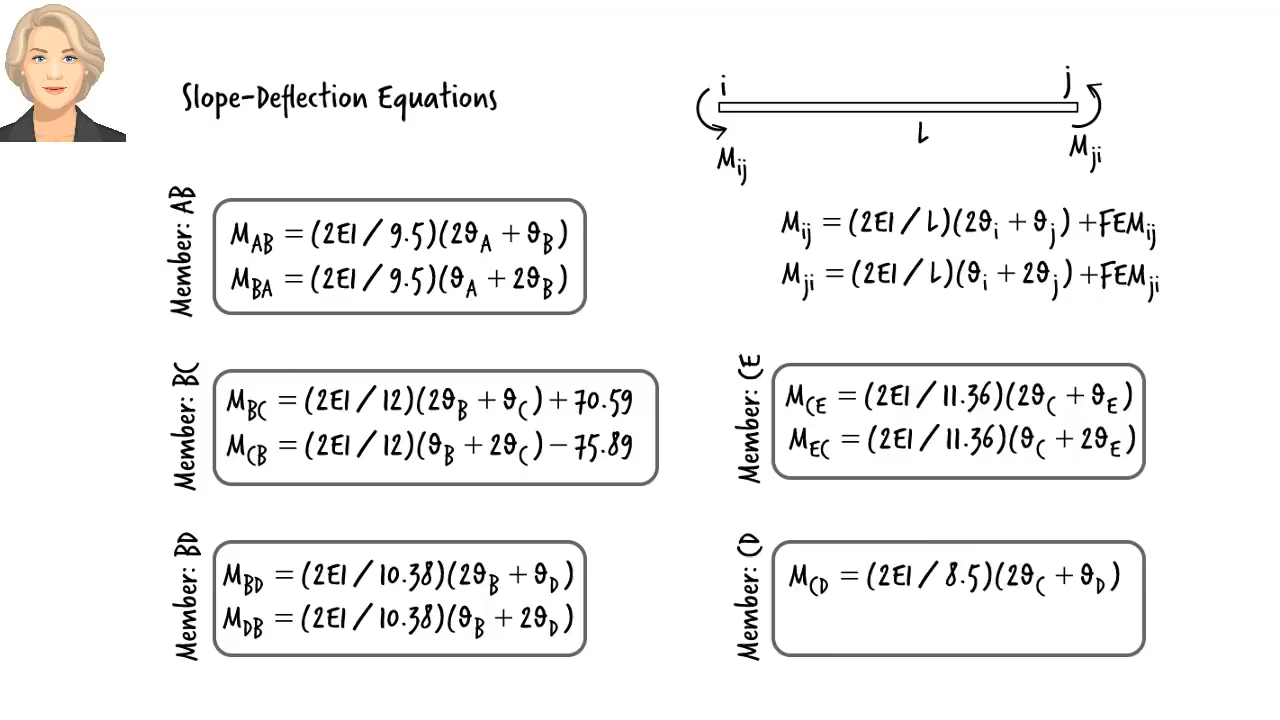 Slope-Deflection Equations
i
j
L
Mij
Mji
Member: AB
MAB = (2EI / 9.5)(2θA + θB)
MBA = (2EI / 9.5)(θA + 2θB)
Mij = (2EI / L)(2θi + θj) + FEMij
Mji = (2EI / L)(θi + 2θj) + FEMji
Member: BC
MBC = (2EI / 12)(2θB + θC) + 70.59
MCB = (2EI / 12)(θB + 2θC) − 75.89
Member: CE
MCE = (2EI / 11.36)(2θC + θE)
MEC = (2EI / 11.36)(θC + 2θE)
Member: BD
MBD = (2EI / 10.38)(2θB + θD)
MDB = (2EI / 10.38)(θB + 2θD)
Member: CD
MCD = (2EI / 8.5)(2θC + θD)